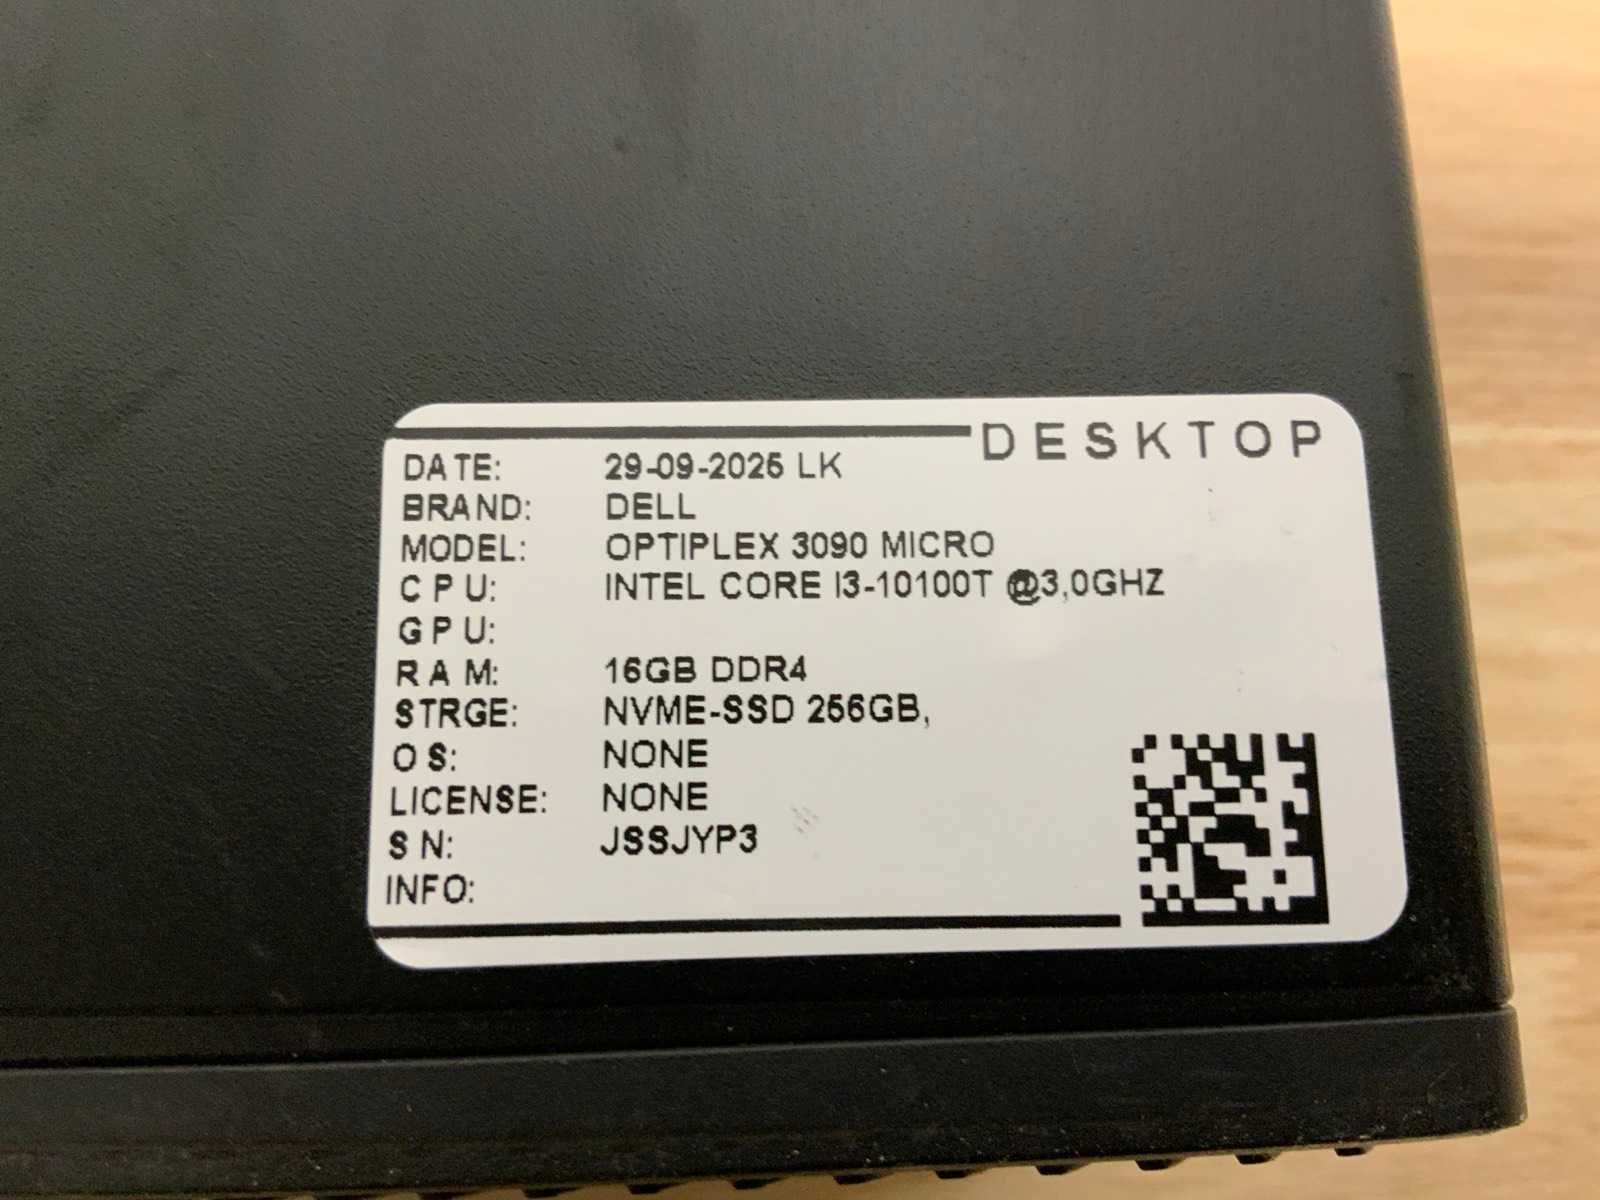 DESKTOP
DATE: 29-09-2025 LK
BRAND: DELL
MODEL: OPTIPLEX 3090 MICRO
CPU: INTEL CORE I3-10100T @3,0GHZ
GPU:
RAM: 16GB DDR4
STRGE: NVME-SSD 256GB,
OS: NONE
LICENSE: NONE
SN: JSSJYP3
INFO: